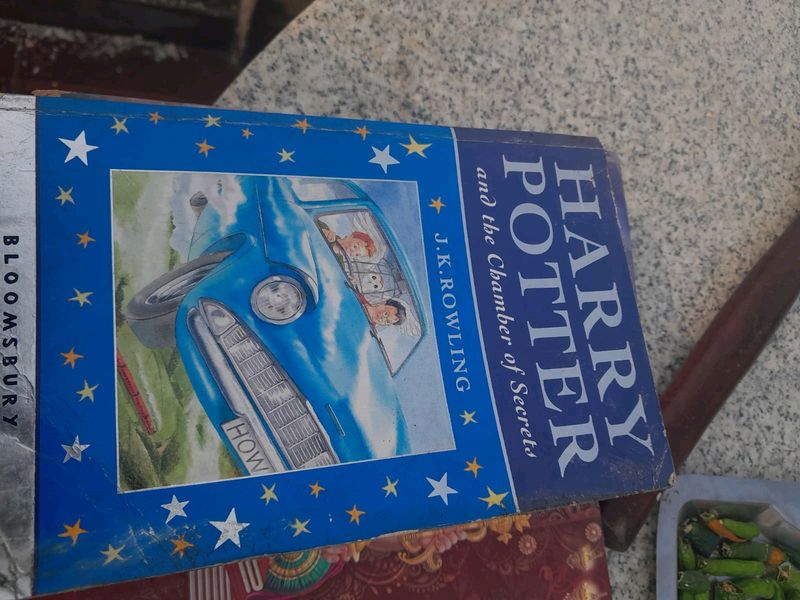 HARRY
POTTER
and the Chamber of Secrets
J.K.ROWLING
HOW
BLOOMSBURY